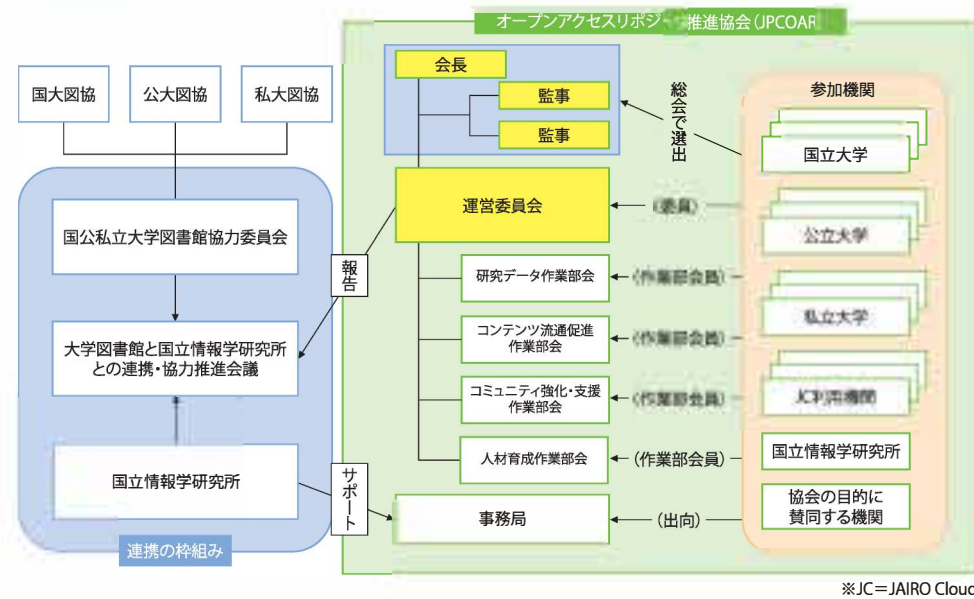 オープンアクセスリポジトリ推進協会(JPCOAR
国大図協
公大図協
私大図協
国公私立大学図書館協力委員会
大学図書館と国立情報学研究所
との連携・協力推進会議
国立情報学研究所
連携の枠組み
報告
サポート
会長
監事
監事
運営委員会
研究データ作業部会
コンテンツ流通促進
作業部会
コミュニティ強化・支援
作業部会
人材育成作業部会
事務局
総会で選出
(委員)
(作業部会員)
(作業部会員)
(作業部会員)
(作業部会員)
(出向)
参加機関
国立大学
公立大学
私立大学
JC利用機関
国立情報学研究所
協会の目的に
賛同する機関
※JC=JAIRO Cloud